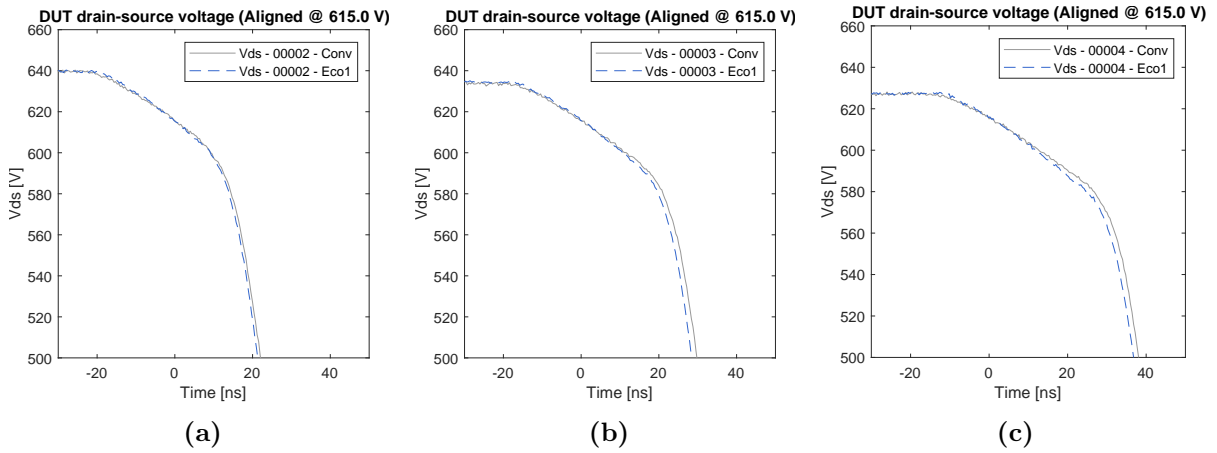 DUT drain-source voltage (Aligned @ 615.0 V)
Vds - 00002 - Conv
Vds - 00002 - Eco1
660
640
620
600
580
560
540
520
500
Vds [V]
-20
0
20
40
Time [ns]
(a)
DUT drain-source voltage (Aligned @ 615.0 V)
Vds - 00003 - Conv
Vds - 00003 - Eco1
660
640
620
600
580
560
540
520
500
Vds [V]
-20
0
20
40
Time [ns]
(b)
DUT drain-source voltage (Aligned @ 615.0 V)
Vds - 00004 - Conv
Vds - 00004 - Eco1
660
640
620
600
580
560
540
520
500
Vds [V]
-20
0
20
40
Time [ns]
(c)